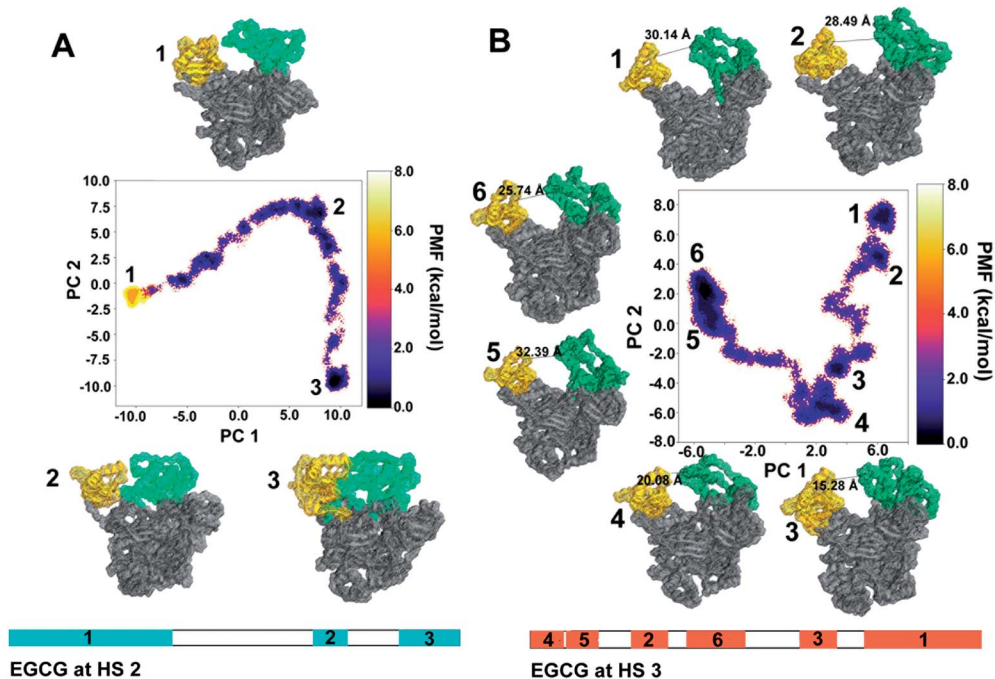 A
1
10.0
7.5
5.0
2.5
0.0
-2.5
-5.0
-7.5
-10.0
PC 2
1
2
3
-10.0 -5.0 0.0 5.0 10.0
PC 1
8.0
6.0
4.0
2.0
0.0
PMF (kcal/mol)
2
3
1 2 3
EGCG at HS 2
B
1
30.14 Å
2
28.49 Å
6
25.74 Å
5
32.39 Å
8.0
6.0
4.0
2.0
0.0
-2.0
-4.0
-6.0
-8.0
PC 2
1
2
6
5
3
4
-6.0 -2.0 2.0 6.0
PC 1
8.0
6.0
4.0
2.0
0.0
PMF (kcal/mol)
20.08 Å
4
15.28 Å
3
4 5 2 6 3 1
EGCG at HS 3